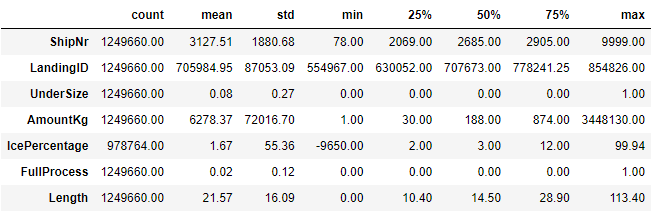 count mean std min 25% 50% 75% max
ShipNr 1249660.00 3127.51 1880.68 78.00 2069.00 2685.00 2905.00 9999.00
LandingID 1249660.00 705984.95 87053.09 554967.00 630052.00 707673.00 778241.25 854826.00
UnderSize 1249660.00 0.08 0.27 0.00 0.00 0.00 0.00 1.00
AmountKg 1249660.00 6278.37 72016.70 1.00 30.00 188.00 874.00 3448130.00
IcePercentage 978764.00 1.67 55.36 -9650.00 2.00 3.00 12.00 99.94
FullProcess 1249660.00 0.02 0.12 0.00 0.00 0.00 0.00 1.00
Length 1249660.00 21.57 16.09 0.00 10.40 14.50 28.90 113.40